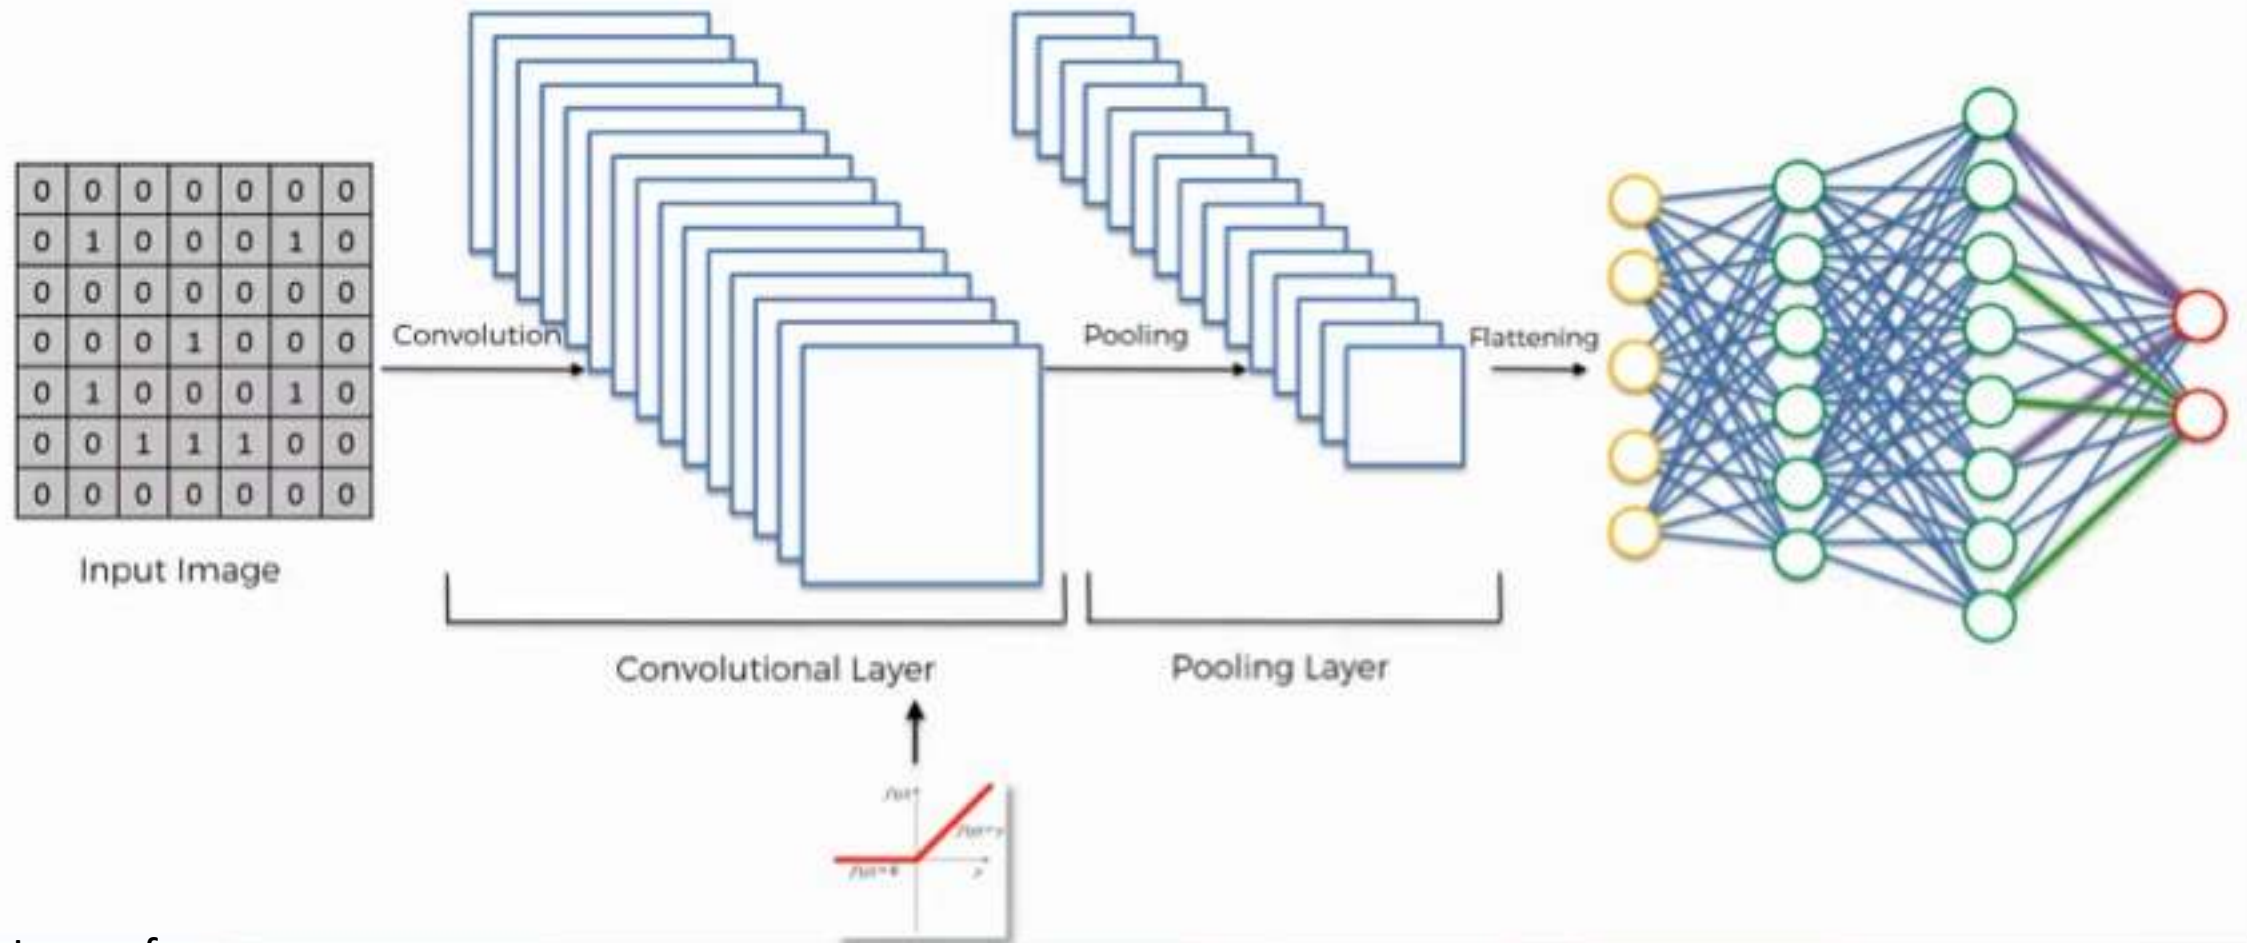 0 0 0 0 0 0 0
0 1 0 0 0 1 0
0 0 0 0 0 0 0
0 0 0 1 0 0 0
0 1 0 0 0 1 0
0 0 1 1 1 0 0
0 0 0 0 0 0 0
Input Image
Convolution
Pooling
Flattening
Convolutional Layer
Pooling Layer